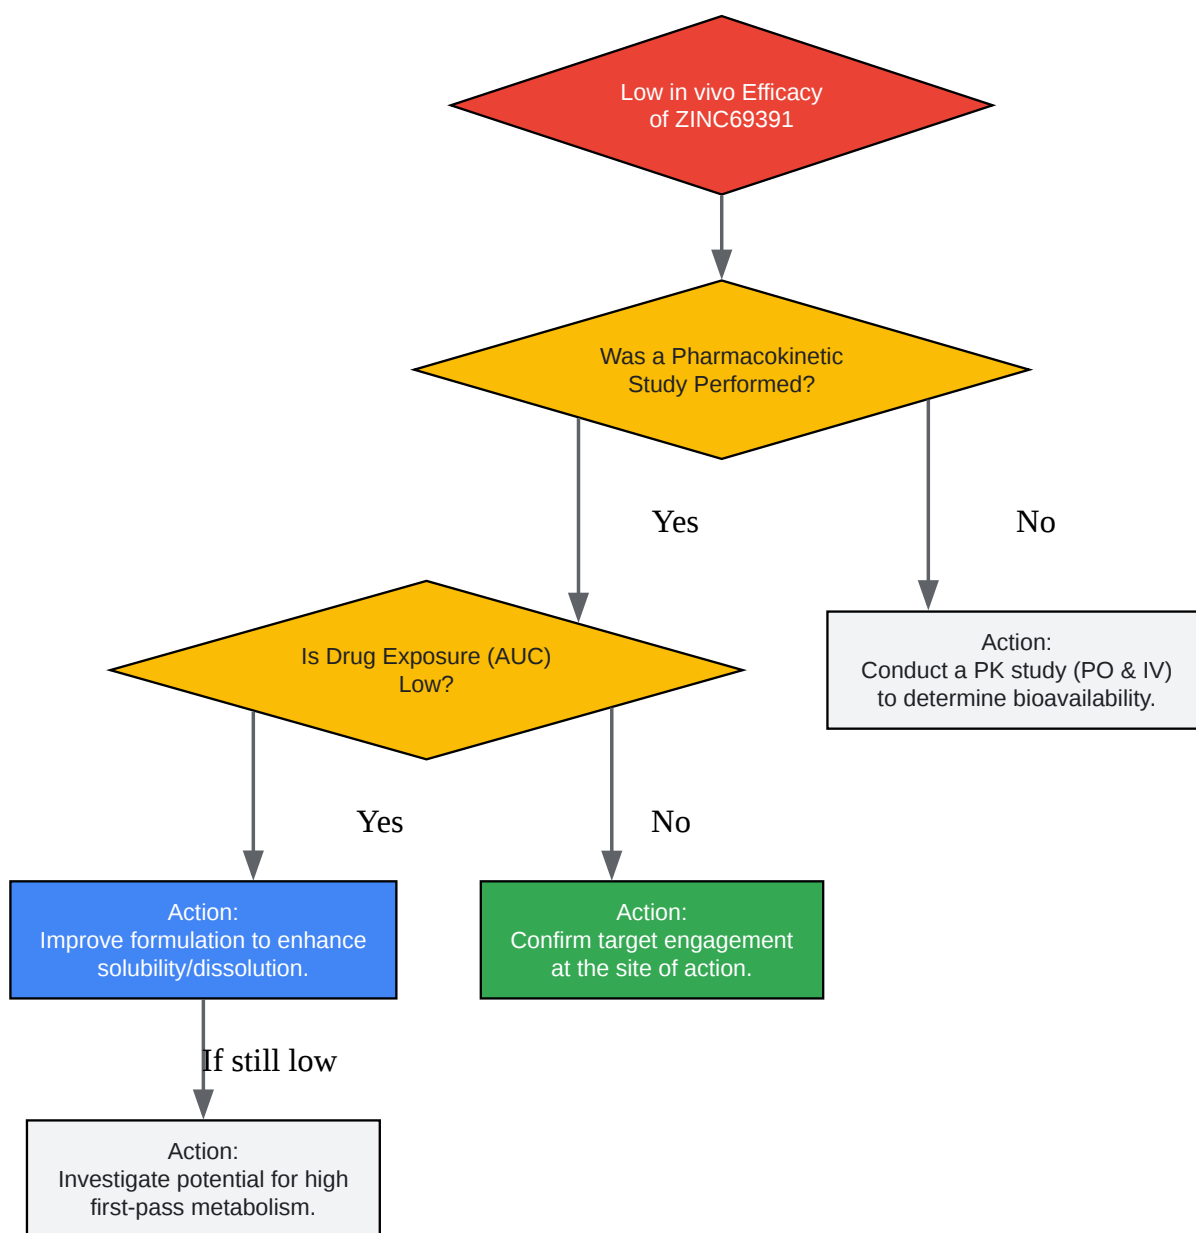 Low in vivo Efficacy
of ZINC69391
Was a Pharmacokinetic
Study Performed?
Yes
No
Is Drug Exposure (AUC)
Low?
Action:
Conduct a PK study (PO & IV)
to determine bioavailability.
Yes
No
Action:
Improve formulation to enhance
solubility/dissolution.
Action:
Confirm target engagement
at the site of action.
If still low
Action:
Investigate potential for high
first-pass metabolism.